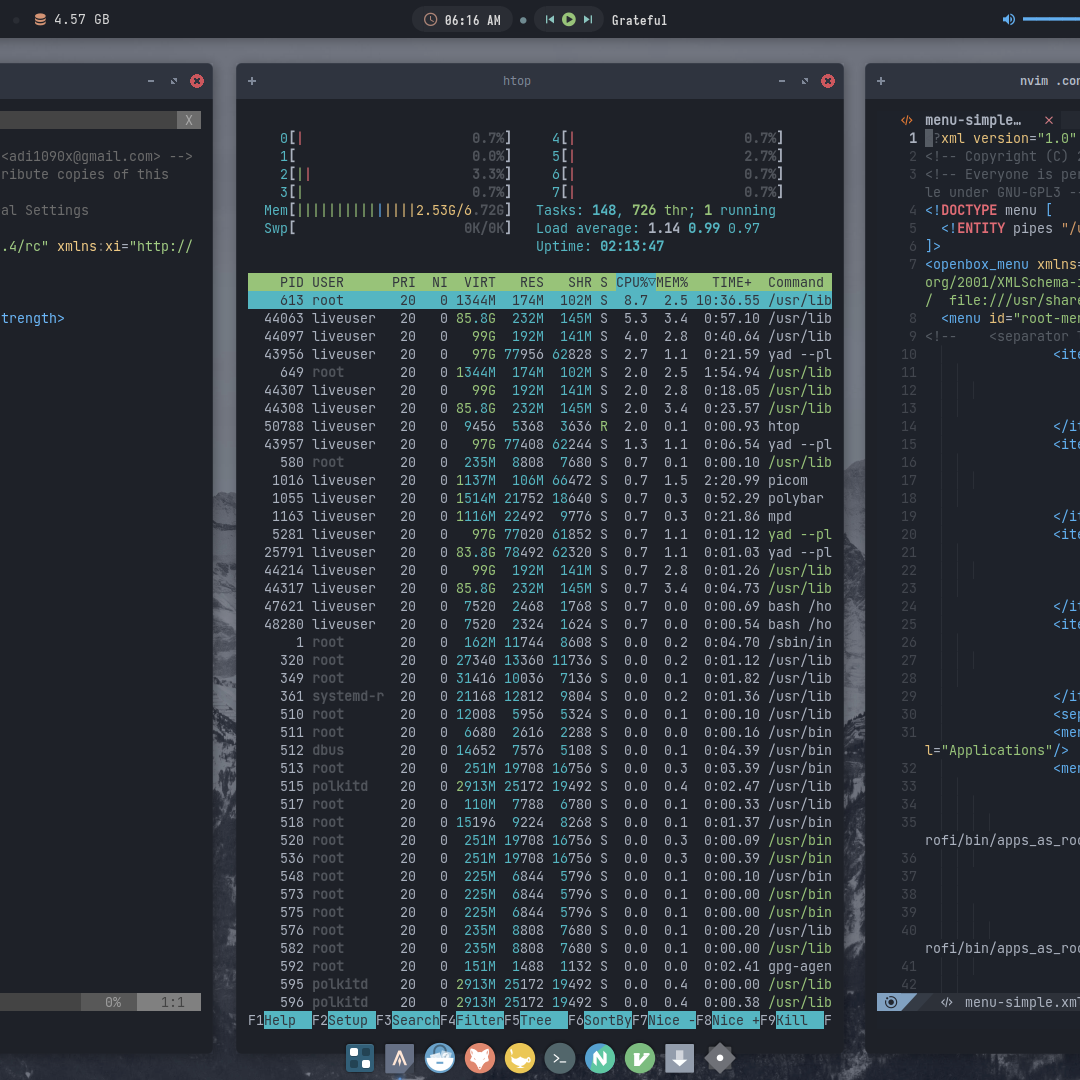 4.57 GB
06:16 AM
Grateful
X
<adi1090x@gmail.com> -->
ribute copies of this
al Settings
.4/rc" xmlns:xi="http://
trength>
0% 1:1
htop
0[| 0.7%] 4[| 0.7%]
1[ 0.0%] 5[| 2.7%]
2[|| 3.3%] 6[| 0.7%]
3[| 0.7%] 7[| 0.7%]
Mem[|||||||||||||||2.53G/6.72G] Tasks: 148, 726 thr; 1 running
Swp[ 0K/0K] Load average: 1.14 0.99 0.97
Uptime: 02:13:47
PID USER PRI NI VIRT RES SHR S CPU%▽MEM% TIME+ Command
613 root 20 0 1344M 174M 102M S 8.7 2.5 10:36.55 /usr/lib
44063 liveuser 20 0 85.8G 232M 145M S 5.3 3.4 0:57.10 /usr/lib
44097 liveuser 20 0 99G 192M 141M S 4.0 2.8 0:40.64 /usr/lib
43956 liveuser 20 0 97G 77956 62828 S 2.7 1.1 0:21.59 yad --pl
649 root 20 0 1344M 174M 102M S 2.0 2.5 1:54.94 /usr/lib
44307 liveuser 20 0 99G 192M 141M S 2.0 2.8 0:18.05 /usr/lib
44308 liveuser 20 0 85.8G 232M 145M S 2.0 3.4 0:23.57 /usr/lib
50788 liveuser 20 0 9456 5368 3636 R 2.0 0.1 0:00.93 htop
43957 liveuser 20 0 97G 77408 62244 S 1.3 1.1 0:06.54 yad --pl
580 root 20 0 235M 8808 7680 S 0.7 0.1 0:00.10 /usr/lib
1016 liveuser 20 0 1137M 106M 66472 S 0.7 1.5 2:20.99 picom
1055 liveuser 20 0 1514M 21752 18640 S 0.7 0.3 0:52.29 polybar
1163 liveuser 20 0 1116M 22492 9776 S 0.7 0.3 0:21.86 mpd
5281 liveuser 20 0 97G 77020 61852 S 0.7 1.1 0:01.12 yad --pl
25791 liveuser 20 0 83.8G 78492 62320 S 0.7 1.1 0:01.03 yad --pl
44214 liveuser 20 0 99G 192M 141M S 0.7 2.8 0:01.26 /usr/lib
44317 liveuser 20 0 85.8G 232M 145M S 0.7 3.4 0:04.73 /usr/lib
47621 liveuser 20 0 7520 2468 1768 S 0.7 0.0 0:00.69 bash /ho
48280 liveuser 20 0 7520 2324 1624 S 0.7 0.0 0:00.54 bash /ho
1 root 20 0 162M 11744 8608 S 0.0 0.2 0:04.70 /sbin/in
320 root 20 0 27340 13360 11736 S 0.0 0.2 0:01.12 /usr/lib
349 root 20 0 31416 10036 7136 S 0.0 0.1 0:01.82 /usr/lib
361 systemd-r 20 0 21168 12812 9804 S 0.0 0.2 0:01.36 /usr/lib
510 root 20 0 12008 5956 5324 S 0.0 0.1 0:00.10 /usr/lib
511 root 20 0 6680 2616 2288 S 0.0 0.0 0:00.16 /usr/bin
512 dbus 20 0 14652 7576 5108 S 0.0 0.1 0:04.39 /usr/bin
513 root 20 0 251M 19708 16756 S 0.0 0.3 0:03.39 /usr/bin
515 polkitd 20 0 2913M 25172 19492 S 0.0 0.4 0:02.47 /usr/lib
517 root 20 0 110M 7788 6780 S 0.0 0.1 0:00.33 /usr/lib
518 root 20 0 15196 9224 8268 S 0.0 0.1 0:01.37 /usr/bin
520 root 20 0 251M 19708 16756 S 0.0 0.3 0:00.09 /usr/bin
536 root 20 0 251M 19708 16756 S 0.0 0.3 0:00.39 /usr/bin
548 root 20 0 225M 6844 5796 S 0.0 0.1 0:00.10 /usr/bin
573 root 20 0 225M 6844 5796 S 0.0 0.1 0:00.00 /usr/bin
575 root 20 0 225M 6844 5796 S 0.0 0.1 0:00.00 /usr/bin
576 root 20 0 235M 8808 7680 S 0.0 0.1 0:00.20 /usr/lib
582 root 20 0 235M 8808 7680 S 0.0 0.1 0:00.00 /usr/lib
592 root 20 0 151M 1488 1132 S 0.0 0.0 0:02.41 gpg-agen
595 polkitd 20 0 2913M 25172 19492 S 0.0 0.4 0:00.00 /usr/lib
596 polkitd 20 0 2913M 25172 19492 S 0.0 0.4 0:00.38 /usr/lib
F1Help F2Setup F3SearchF4FilterF5Tree F6SortByF7Nice -F8Nice +F9Kill F
nvim .con
menu-simple…
1 ?xml version="1.0"
2 <!-- Copyright (C) 2
3 <!-- Everyone is per
le under GNU-GPL3 --
4 <!DOCTYPE menu [
5 <!ENTITY pipes "/u
6 ]>
7 <openbox_menu xmlns=
org/2001/XMLSchema-i
/ file:///usr/share
8 <menu id="root-men
9 <!-- <separator l
10 <ite
11
12
13
14 </it
15 <ite
16
17
18
19 </it
20 <ite
21
22
23
24 </it
25 <ite
26
27
28
29 </it
30 <sep
31 <men
l="Applications"/>
32 <men
33
34
35
rofi/bin/apps_as_roo
36
37
38
39
40
rofi/bin/apps_as_roo
41
42
</> menu-simple.xml